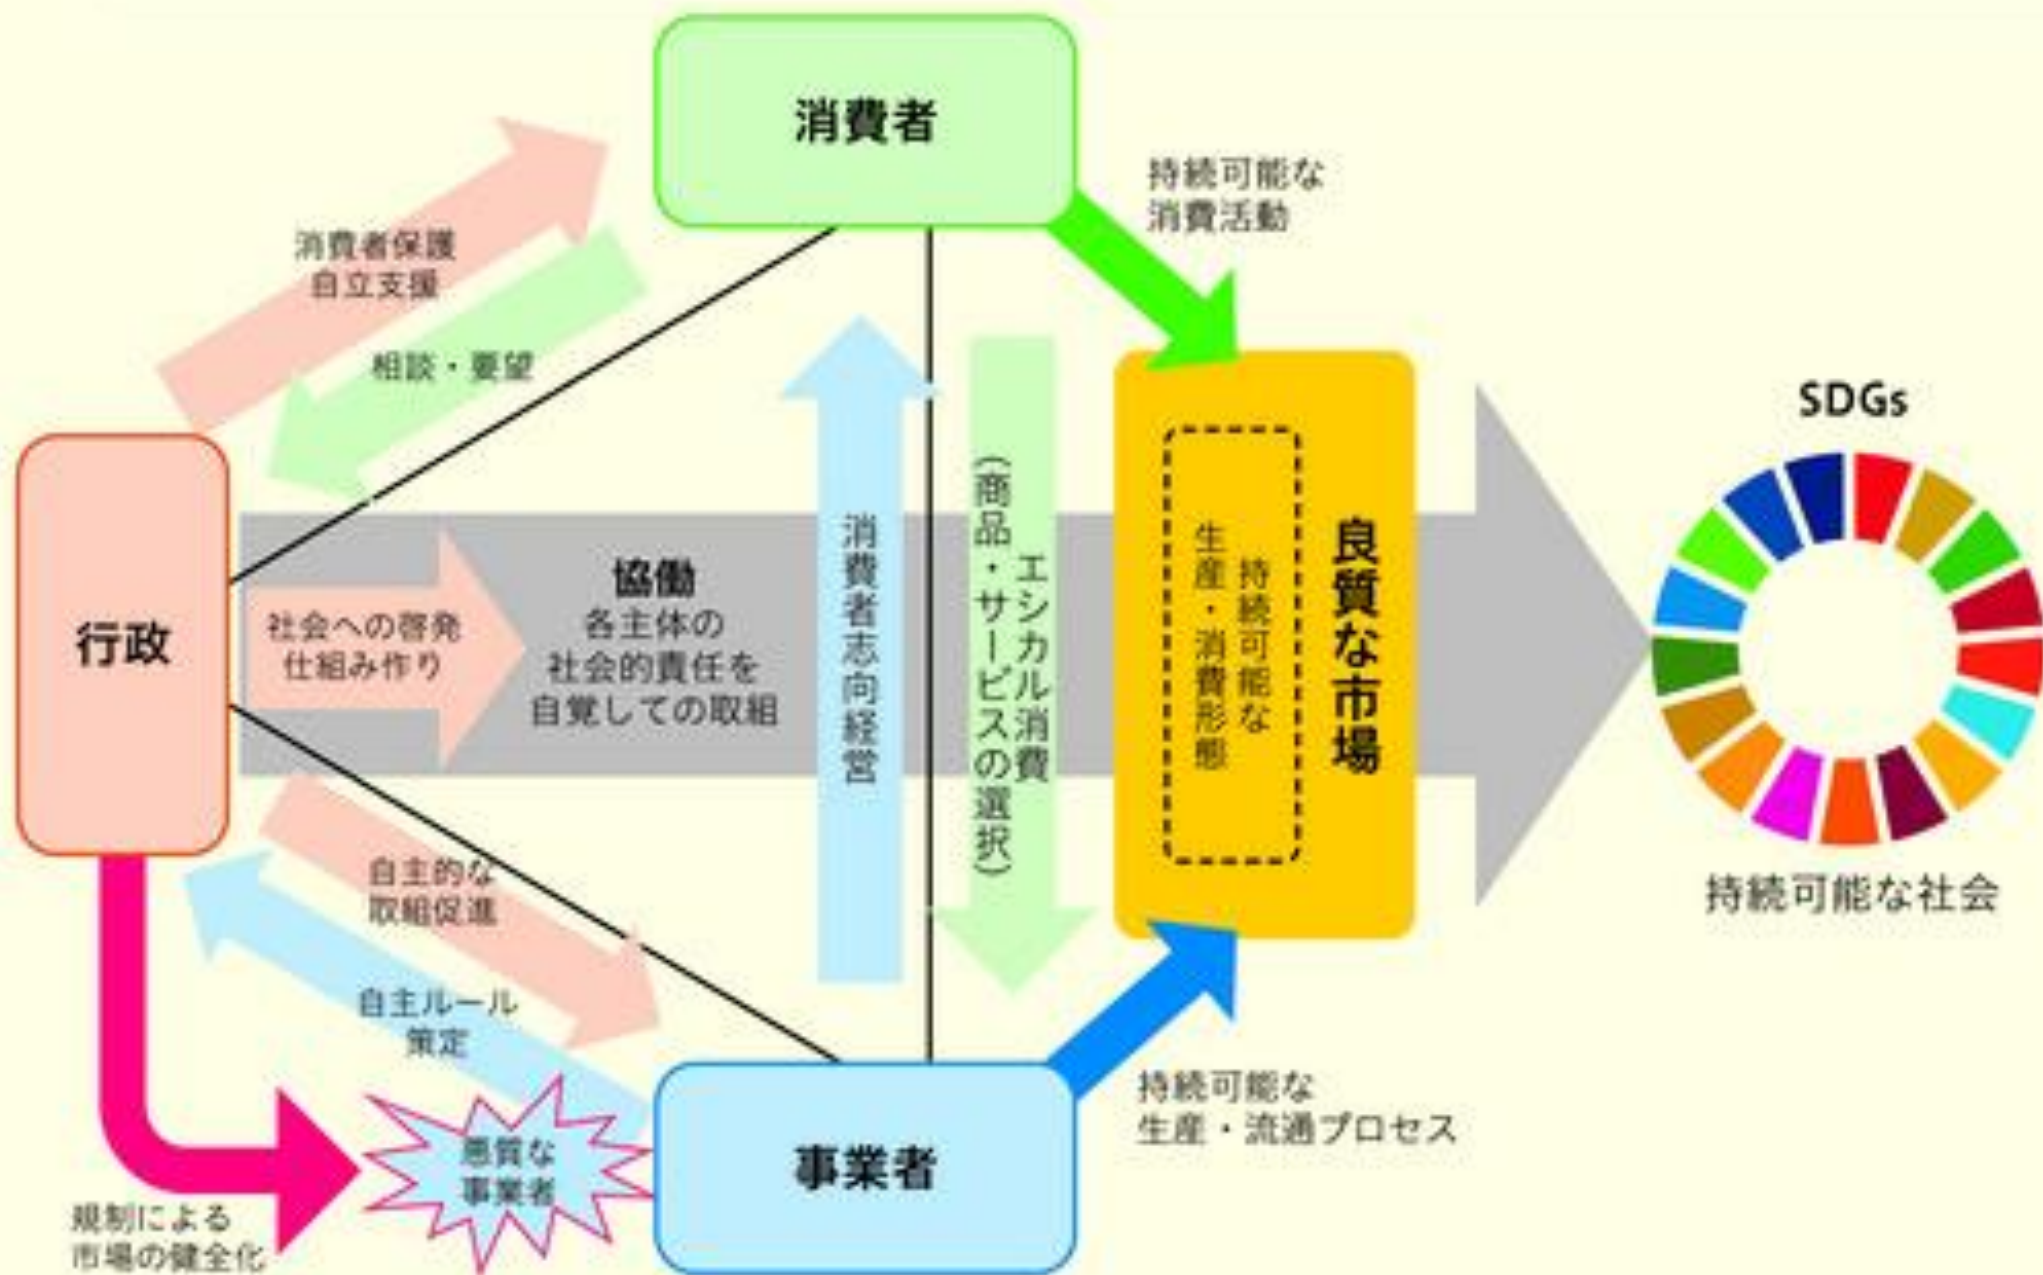 消費者
持続可能な
消費活動
消費者保護
自立支援
相談・要望
SDGs
行政
社会への啓発
仕組み作り
協働
各主体の
社会的責任を
自覚しての取組
消費者志向経営
エシカル消費
(商品・サービスの選択)
良質な市場
持続可能な
生産・消費形態
持続可能な社会
自主的な
取組促進
自主ルール
策定
悪質な
事業者
事業者
持続可能な
生産・流通プロセス
規制による
市場の健全化